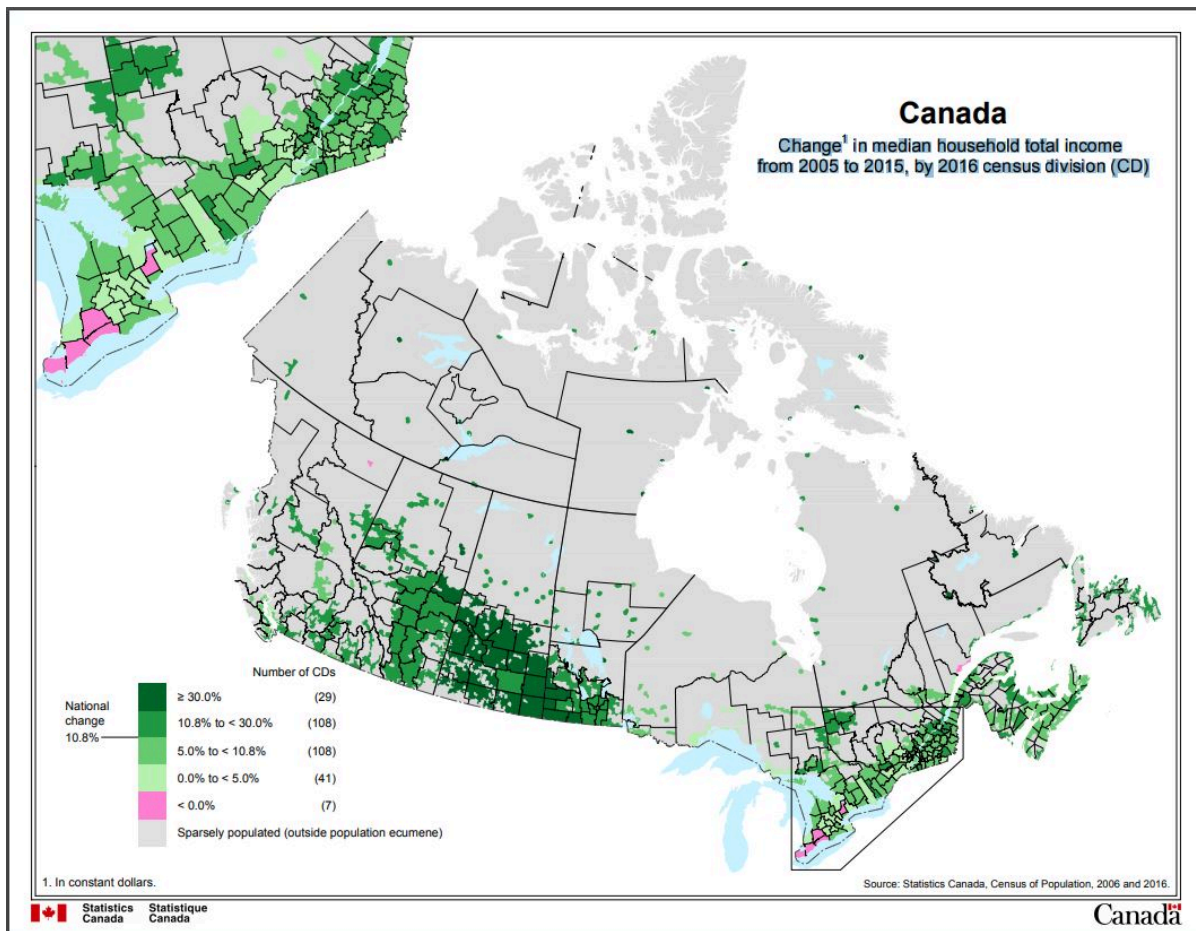 Canada
Change1 in median household total income
from 2005 to 2015, by 2016 census division (CD)
Number of CDs
National
change
10.8%
≥ 30.0% (29)
10.8% to < 30.0% (108)
5.0% to < 10.8% (108)
0.0% to < 5.0% (41)
< 0.0% (7)
Sparsely populated (outside population ecumene)
1. In constant dollars.
Source: Statistics Canada, Census of Population, 2006 and 2016.
Statistics Statistique
Canada Canada
Canada